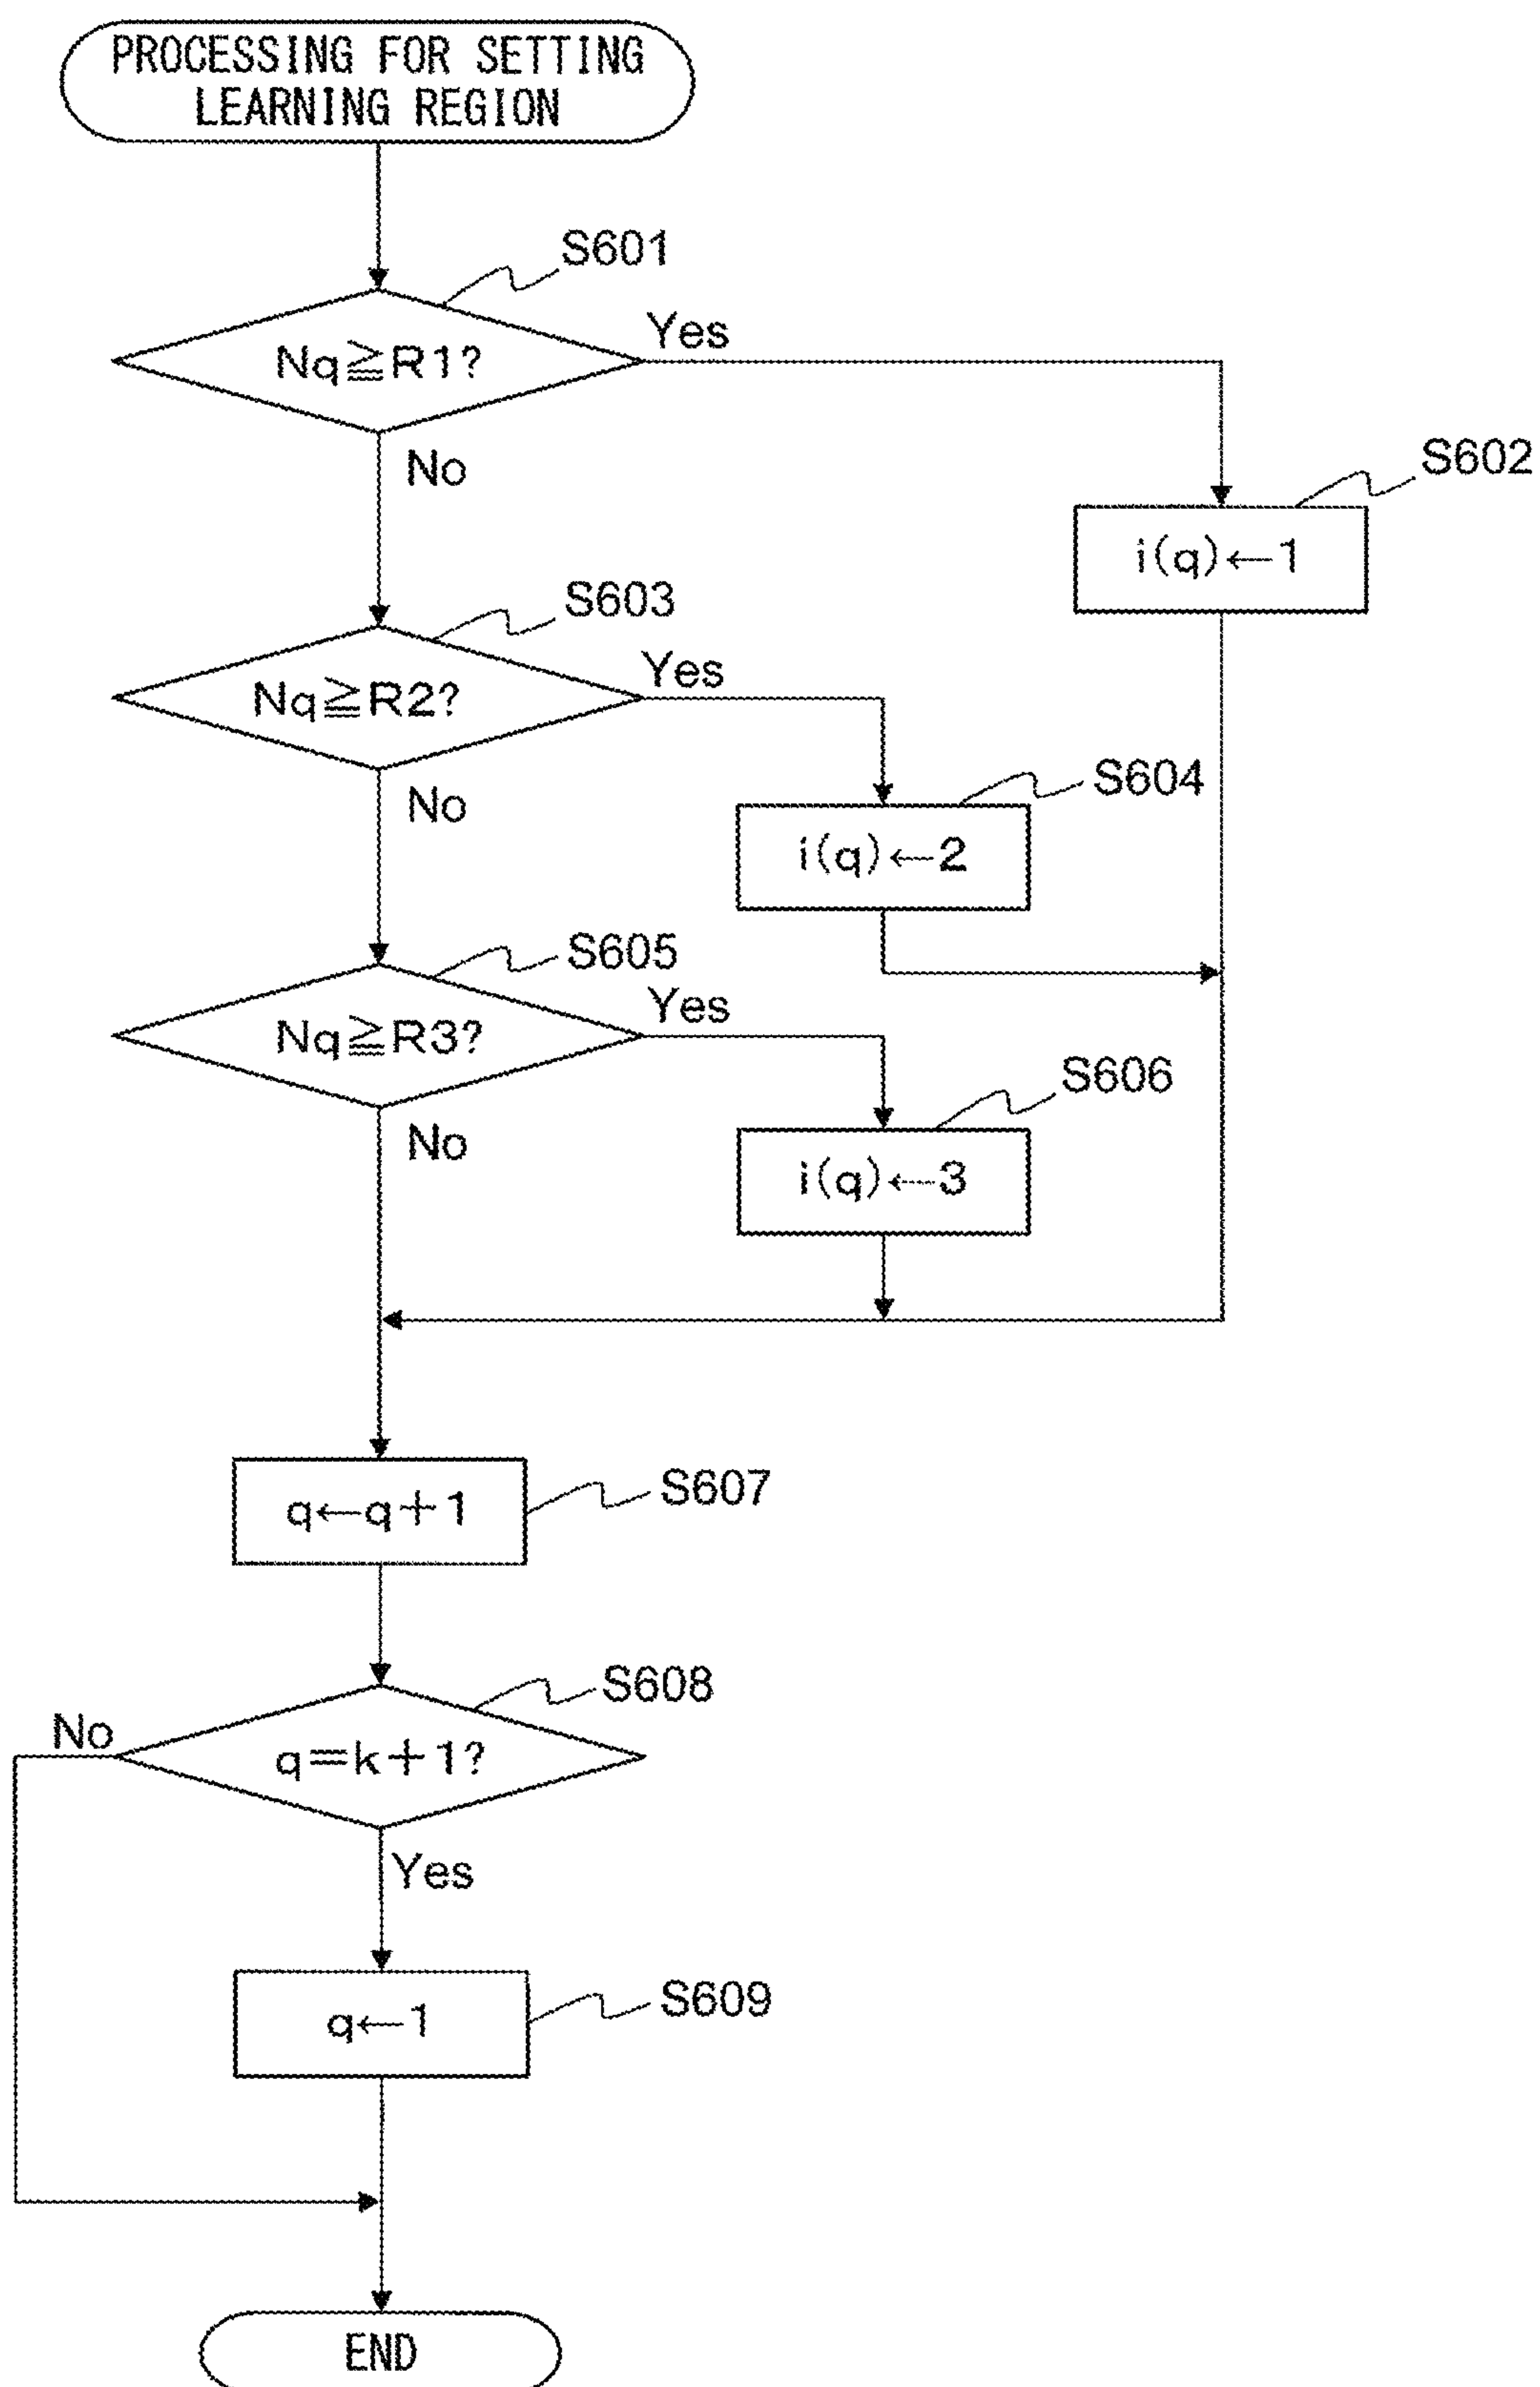 PROCESSING FOR SETTING
LEARNING REGION
S601
Nq≧R1?
Yes
No
S602
i(q)←1
S603
Nq≧R2?
Yes
No
S604
i(q)←2
S605
Nq≧R3?
Yes
No
S606
i(q)←3
S607
q←q+1
S608
No
q=k+1?
Yes
S609
q←1
END